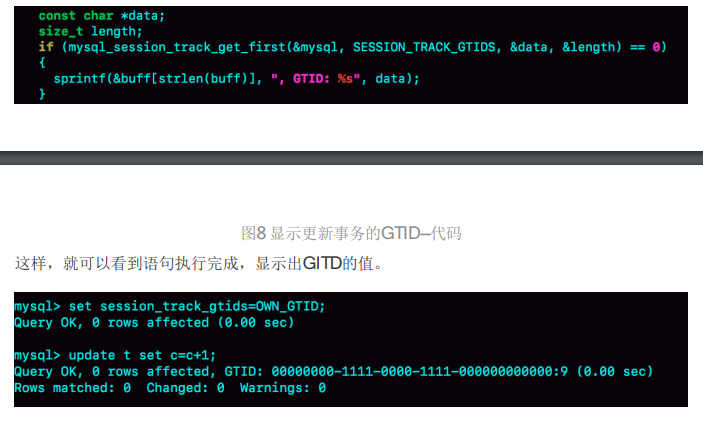 const char *data;
size_t length;
if (mysql_session_track_get_first(&mysql, SESSION_TRACK_GTIDS, &data, &length) == 0)
{
  sprintf(&buff[strlen(buff)], ", GTID: %s", data);
}
图8 显示更新事务的GTID--代码
这样，就可以看到语句执行完成，显示出GITD的值。
mysql> set session_track_gtids=OWN_GTID;
Query OK, 0 rows affected (0.00 sec)
mysql> update t set c=c+1;
Query OK, 0 rows affected, GTID: 00000000-1111-0000-1111-000000000000:9 (0.00 sec)
Rows matched: 0  Changed: 0  Warnings: 0